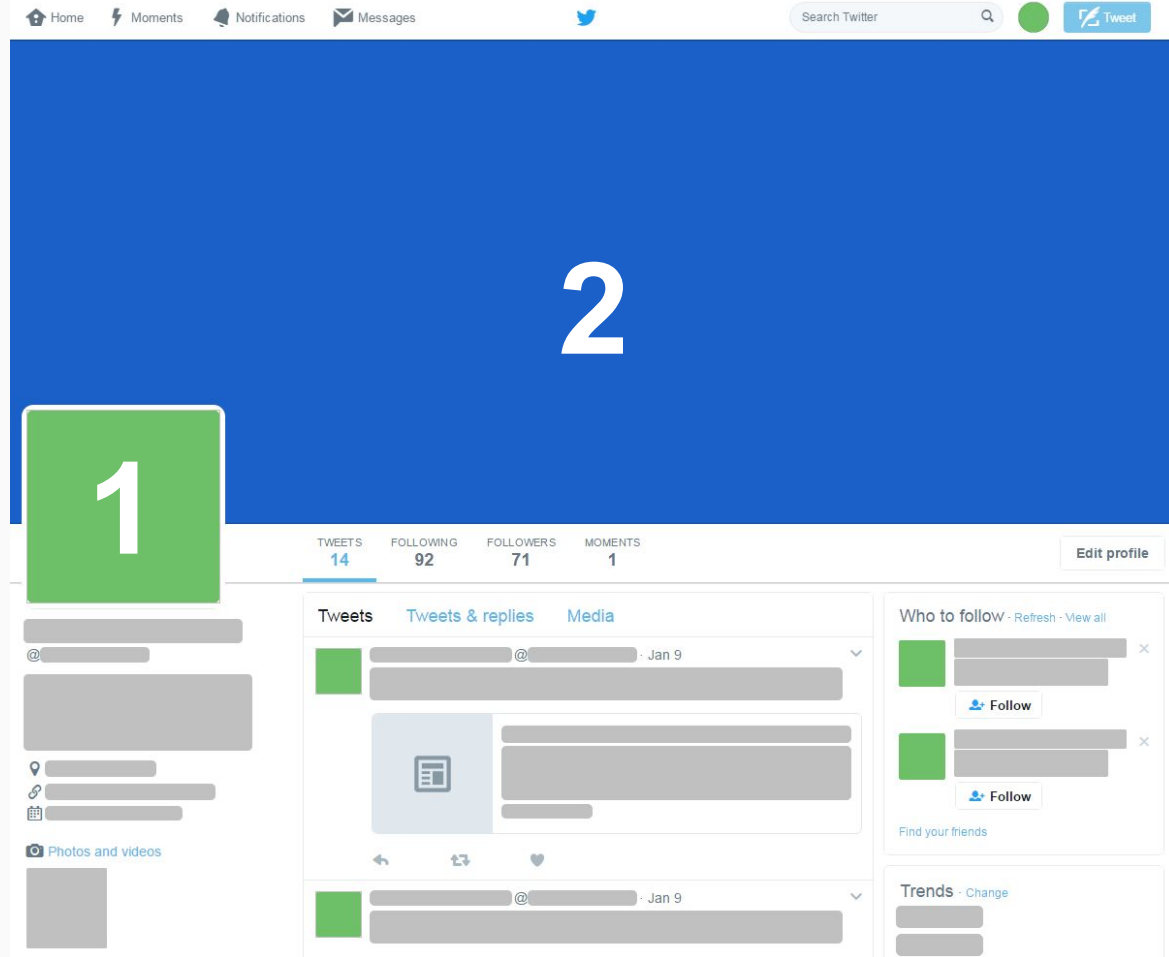 Home Moments Notifications Messages Search Twitter Tweet
2
1
TWEETS FOLLOWING FOLLOWERS MOMENTS
14 92 71 1
Edit profile
Tweets Tweets & replies Media
Who to follow · Refresh · View all
@
@ · Jan 9
Follow
Follow
Find your friends
Photos and videos
@ · Jan 9
Trends · Change